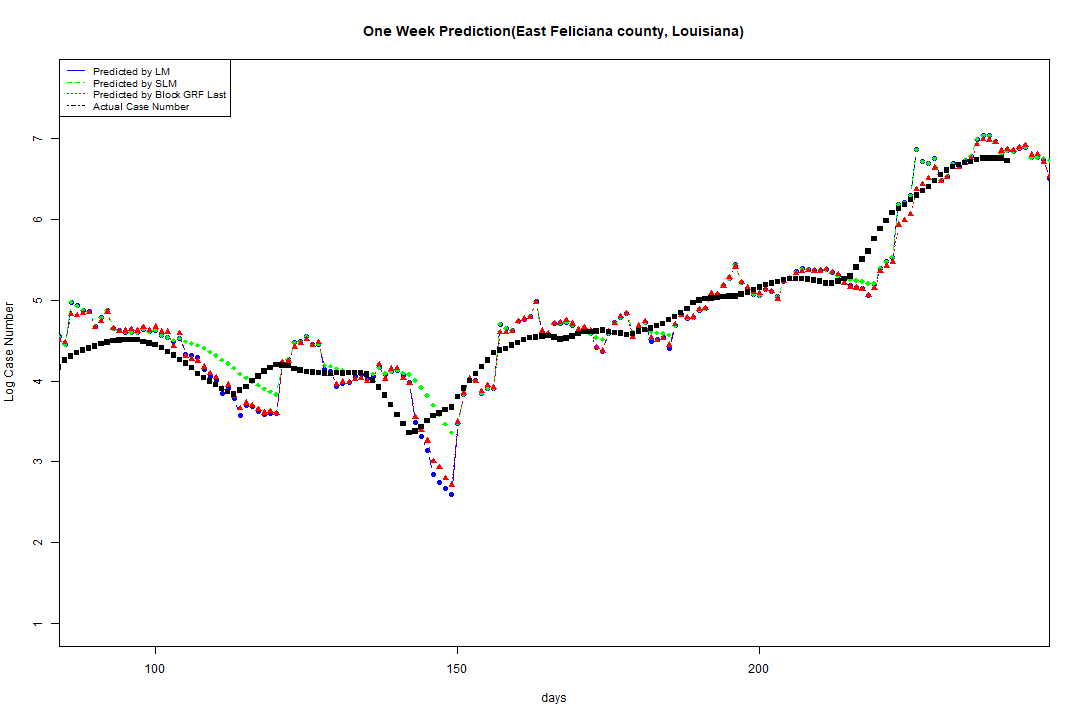 One Week Prediction(East Feliciana county, Louisiana)
Predicted by LM
Predicted by SLM
Predicted by Block GRF Last
Actual Case Number
7
6
5
4
3
2
1
Log Case Number
100 150 200
days